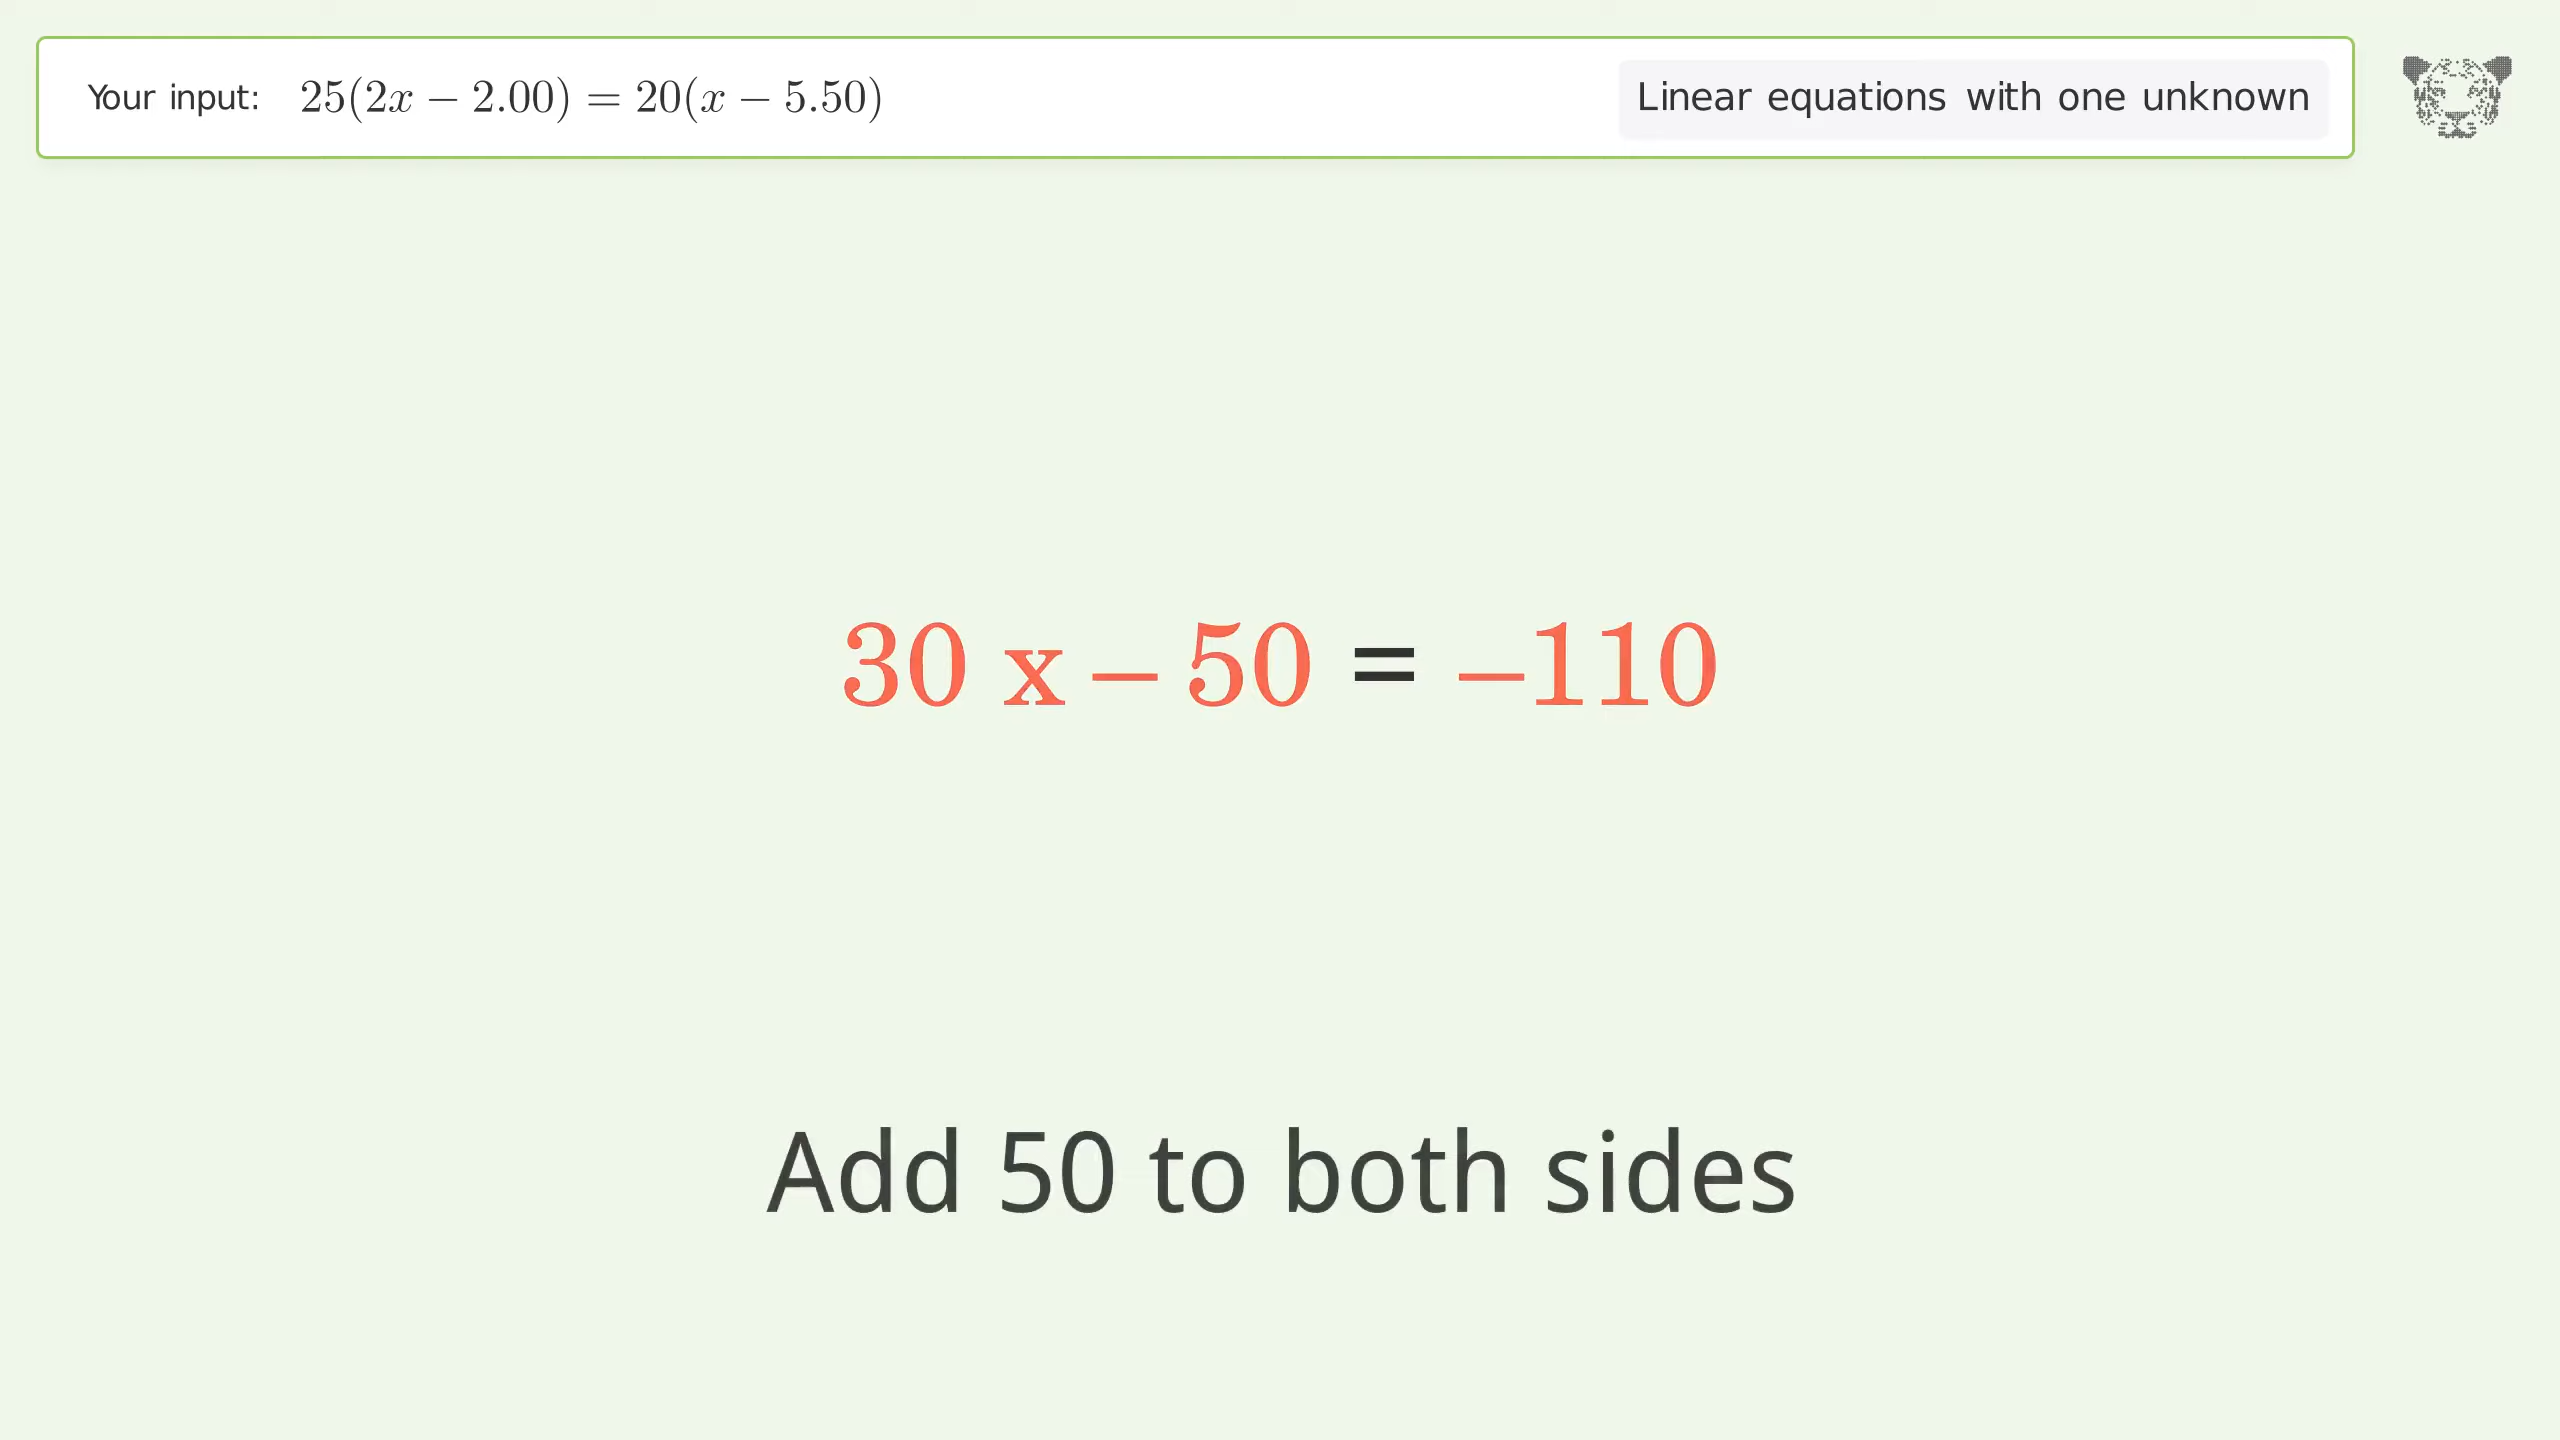 Your input: 25(2x − 2.00) = 20(x − 5.50) Linear equations with one unknown
30 x − 50 = −110
Add 50 to both sides